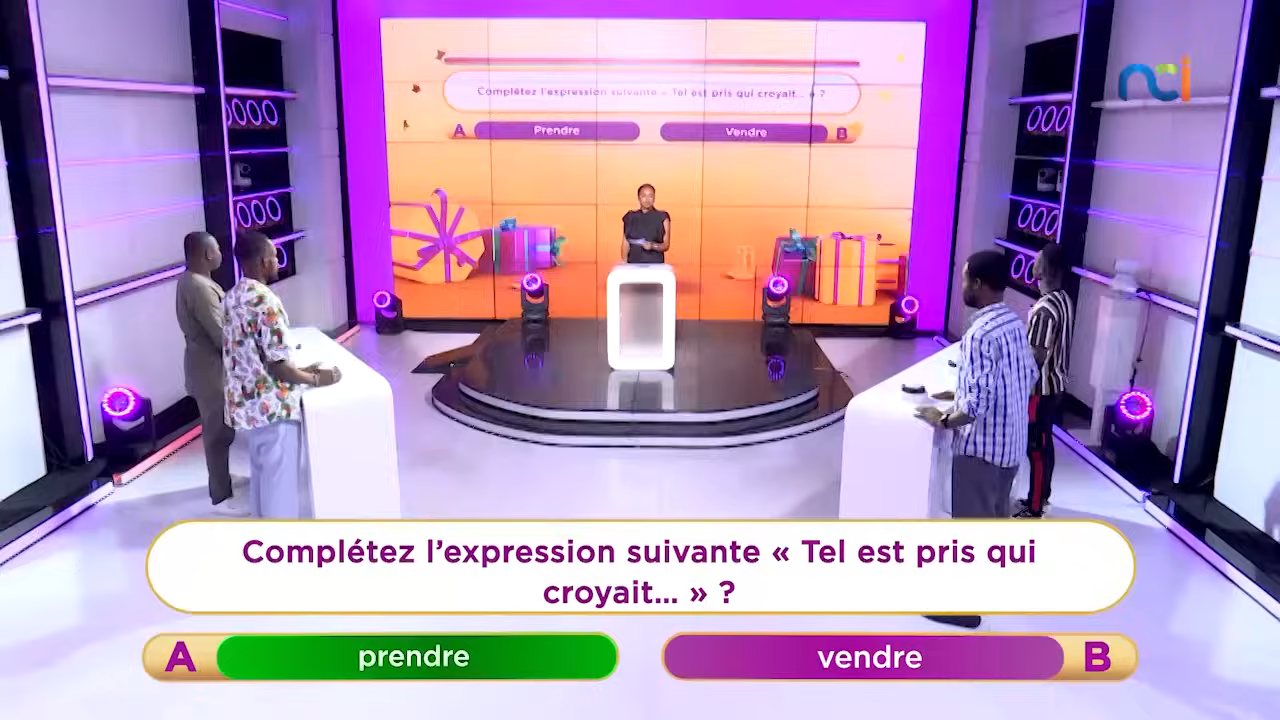 nci
Complétez l'expression suivante « Tel est pris qui croyait... » ?
A Prendre Vendre B
Complétez l’expression suivante « Tel est pris qui
croyait... » ?
A prendre vendre B